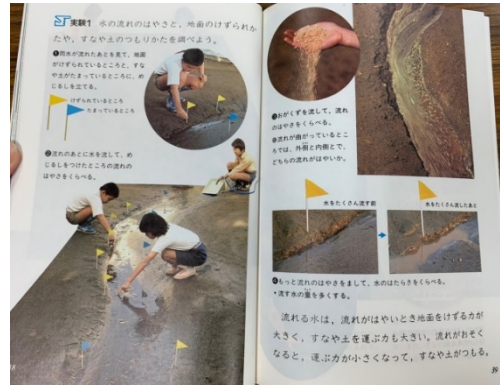 実験1 水の流れのはやさと、地面のけずられか
たや、すなや土のつもりかたを調べよう。
❶雨水が流れたあとを見て、地面
がけずられているところと、すな
や土がたまっているところに、め
じるしを立てる。
けずられているところ
たまっているところ
❷流れのあとに水を流して、め
じるしをつけたところの流れの
はやさをくらべる。
❸おがくずを流して、流れ
のはやさをくらべる。
流れが曲がっているとこ
ろでは、外側と内側とで、
どちらの流れがはやいか。
水をたくさん流す前
水をたくさん流したあと
❹もっと流れのはやさをまして、水のはたらきをくらべる。
・流す水の量を多くする。
流れる水は、流れがはやいとき地面をけずる力が
大きく、すなや土を運ぶ力も大きい。流れがおそく
なると、運ぶ力が小さくなって、すなや土がつもる。